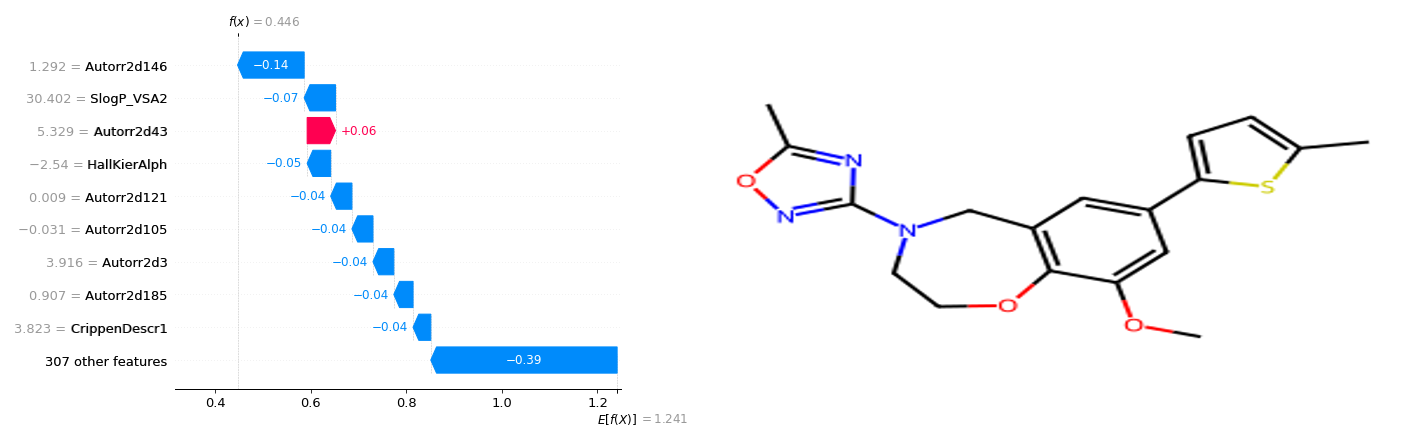 f(x) = 0.446
1.292 = Autorr2d146
−0.14
30.402 = SlogP_VSA2
−0.07
5.329 = Autorr2d43
+0.06
−2.54 = HallKierAlph
−0.05
0.009 = Autorr2d121
−0.04
−0.031 = Autorr2d105
−0.04
3.916 = Autorr2d3
−0.04
0.907 = Autorr2d185
−0.04
3.823 = CrippenDescr1
−0.04
307 other features
−0.39
0.4 0.6 0.8 1.0 1.2
E[f(X)] = 1.241
N
O
N
N
O
O
S